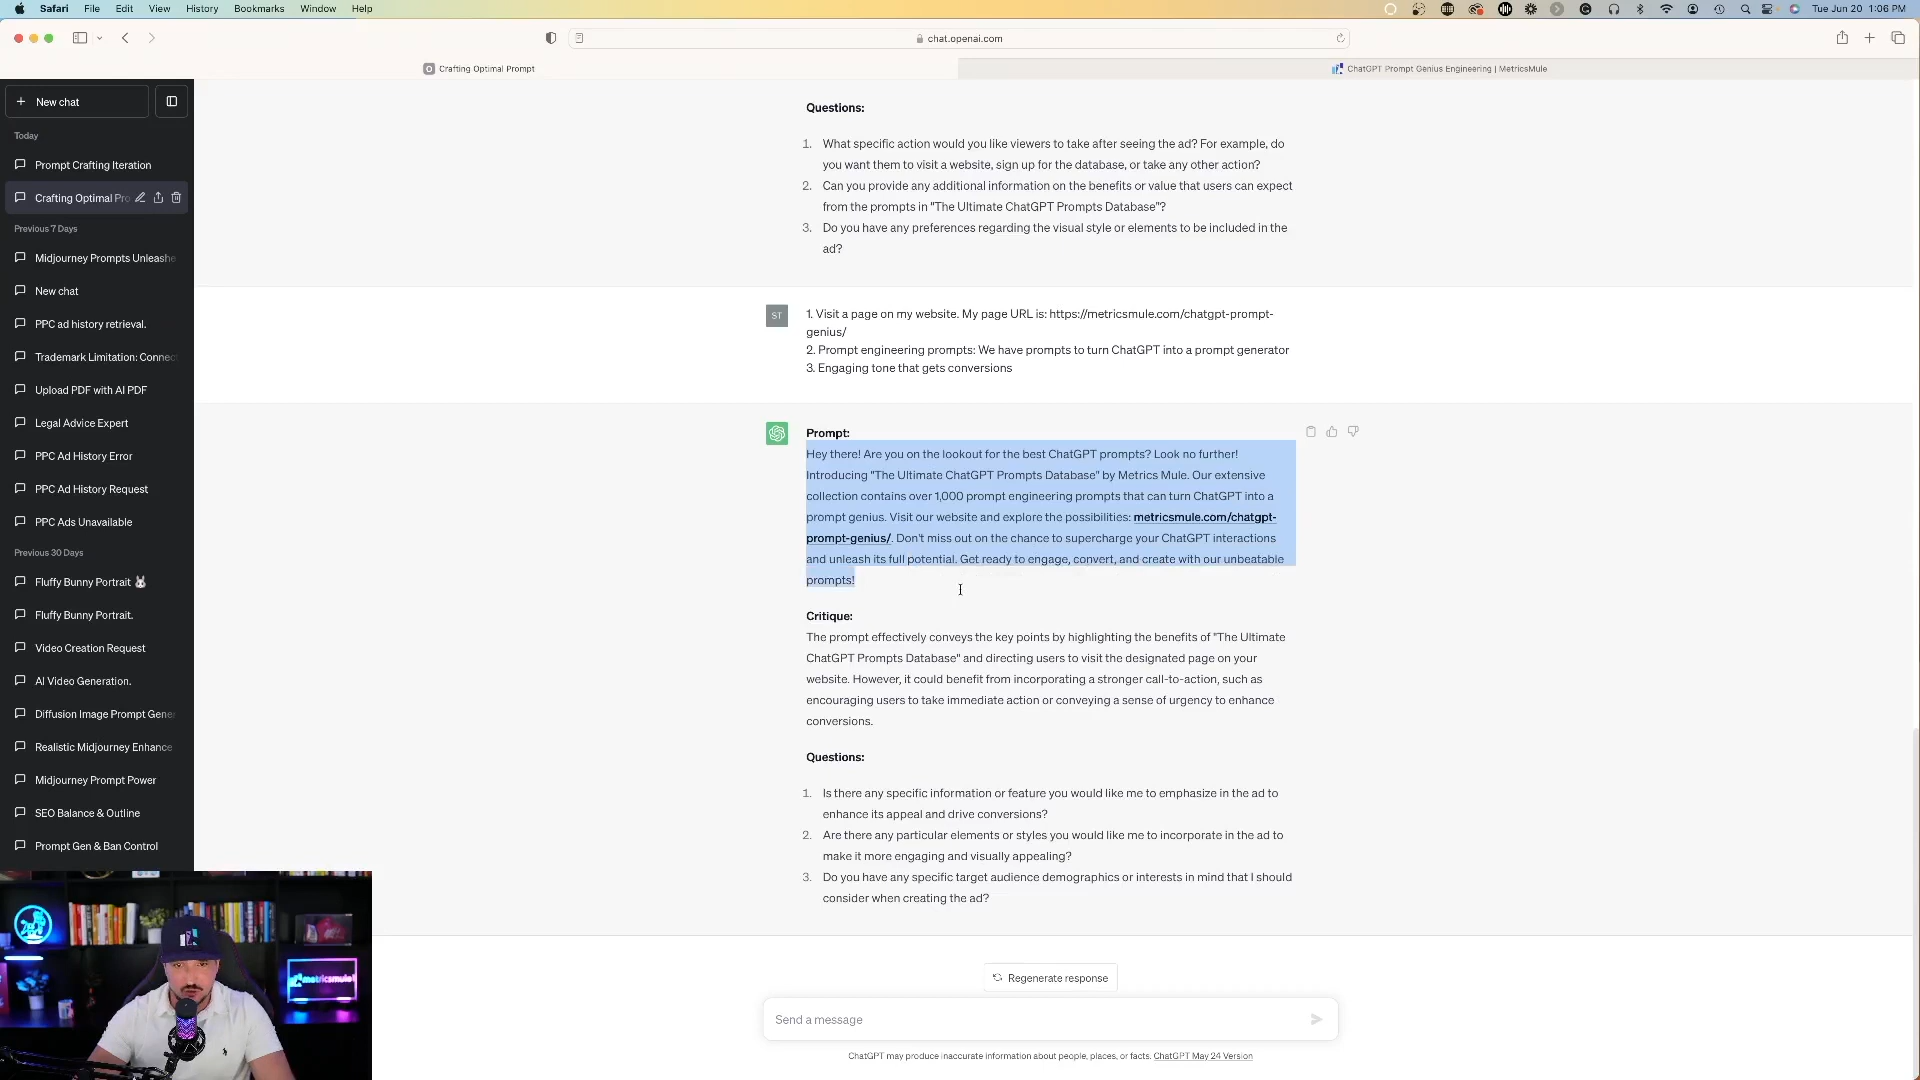 Safari File Edit View History Bookmarks Window Help
Tue Jun 20 1:06 PM
chat.openai.com
Crafting Optimal Prompt
ChatGPT Prompt Genius Engineering | MetricsMule
New chat
Today
Prompt Crafting Iteration
Crafting Optimal Pro
Previous 7 Days
Midjourney Prompts Unleashe
New chat
PPC ad history retrieval.
Trademark Limitation: Connec
Upload PDF with AI PDF
Legal Advice Expert
PPC Ad History Error
PPC Ad History Request
PPC Ads Unavailable
Previous 30 Days
Fluffy Bunny Portrait 🐰
Fluffy Bunny Portrait.
Video Creation Request
AI Video Generation.
Diffusion Image Prompt Gene
Realistic Midjourney Enhance
Midjourney Prompt Power
SEO Balance & Outline
Prompt Gen & Ban Control
Questions:
1. What specific action would you like viewers to take after seeing the ad? For example, do
you want them to visit a website, sign up for the database, or take any other action?
2. Can you provide any additional information on the benefits or value that users can expect
from the prompts in "The Ultimate ChatGPT Prompts Database"?
3. Do you have any preferences regarding the visual style or elements to be included in the
ad?
ST
1. Visit a page on my website. My page URL is: https://metricsmule.com/chatgpt-prompt-
genius/
2. Prompt engineering prompts: We have prompts to turn ChatGPT into a prompt generator
3. Engaging tone that gets conversions
Prompt:
Hey there! Are you on the lookout for the best ChatGPT prompts? Look no further!
Introducing "The Ultimate ChatGPT Prompts Database" by Metrics Mule. Our extensive
collection contains over 1,000 prompt engineering prompts that can turn ChatGPT into a
prompt genius. Visit our website and explore the possibilities: metricsmule.com/chatgpt-
prompt-genius/. Don't miss out on the chance to supercharge your ChatGPT interactions
and unleash its full potential. Get ready to engage, convert, and create with our unbeatable
prompts!
Critique:
The prompt effectively conveys the key points by highlighting the benefits of "The Ultimate
ChatGPT Prompts Database" and directing users to visit the designated page on your
website. However, it could benefit from incorporating a stronger call-to-action, such as
encouraging users to take immediate action or conveying a sense of urgency to enhance
conversions.
Questions:
1. Is there any specific information or feature you would like me to emphasize in the ad to
enhance its appeal and drive conversions?
2. Are there any particular elements or styles you would like me to incorporate in the ad to
make it more engaging and visually appealing?
3. Do you have any specific target audience demographics or interests in mind that I should
consider when creating the ad?
Regenerate response
Send a message
ChatGPT may produce inaccurate information about people, places, or facts. ChatGPT May 24 Version
metricsmule